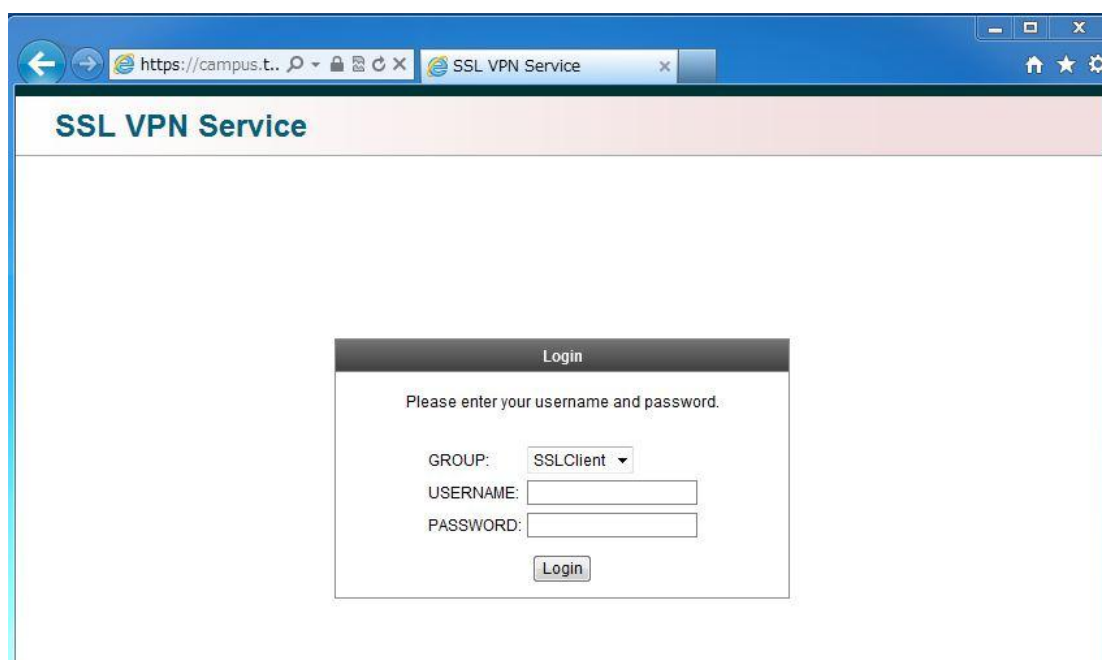 https://campus.t.. SSL VPN Service
SSL VPN Service
Login
Please enter your username and password.
GROUP: SSLClient
USERNAME:
PASSWORD:
Login